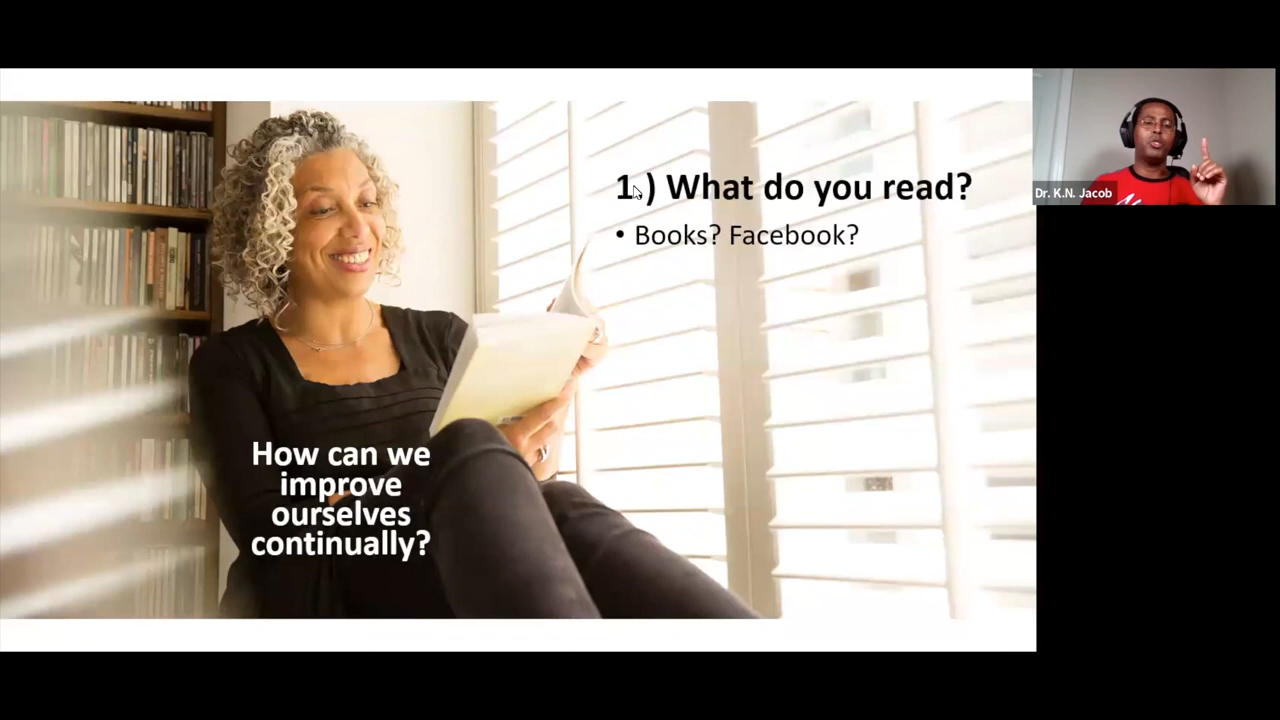 1.) What do you read?
• Books? Facebook?
How can we
improve
ourselves
continually?
Dr. K.N. Jacob